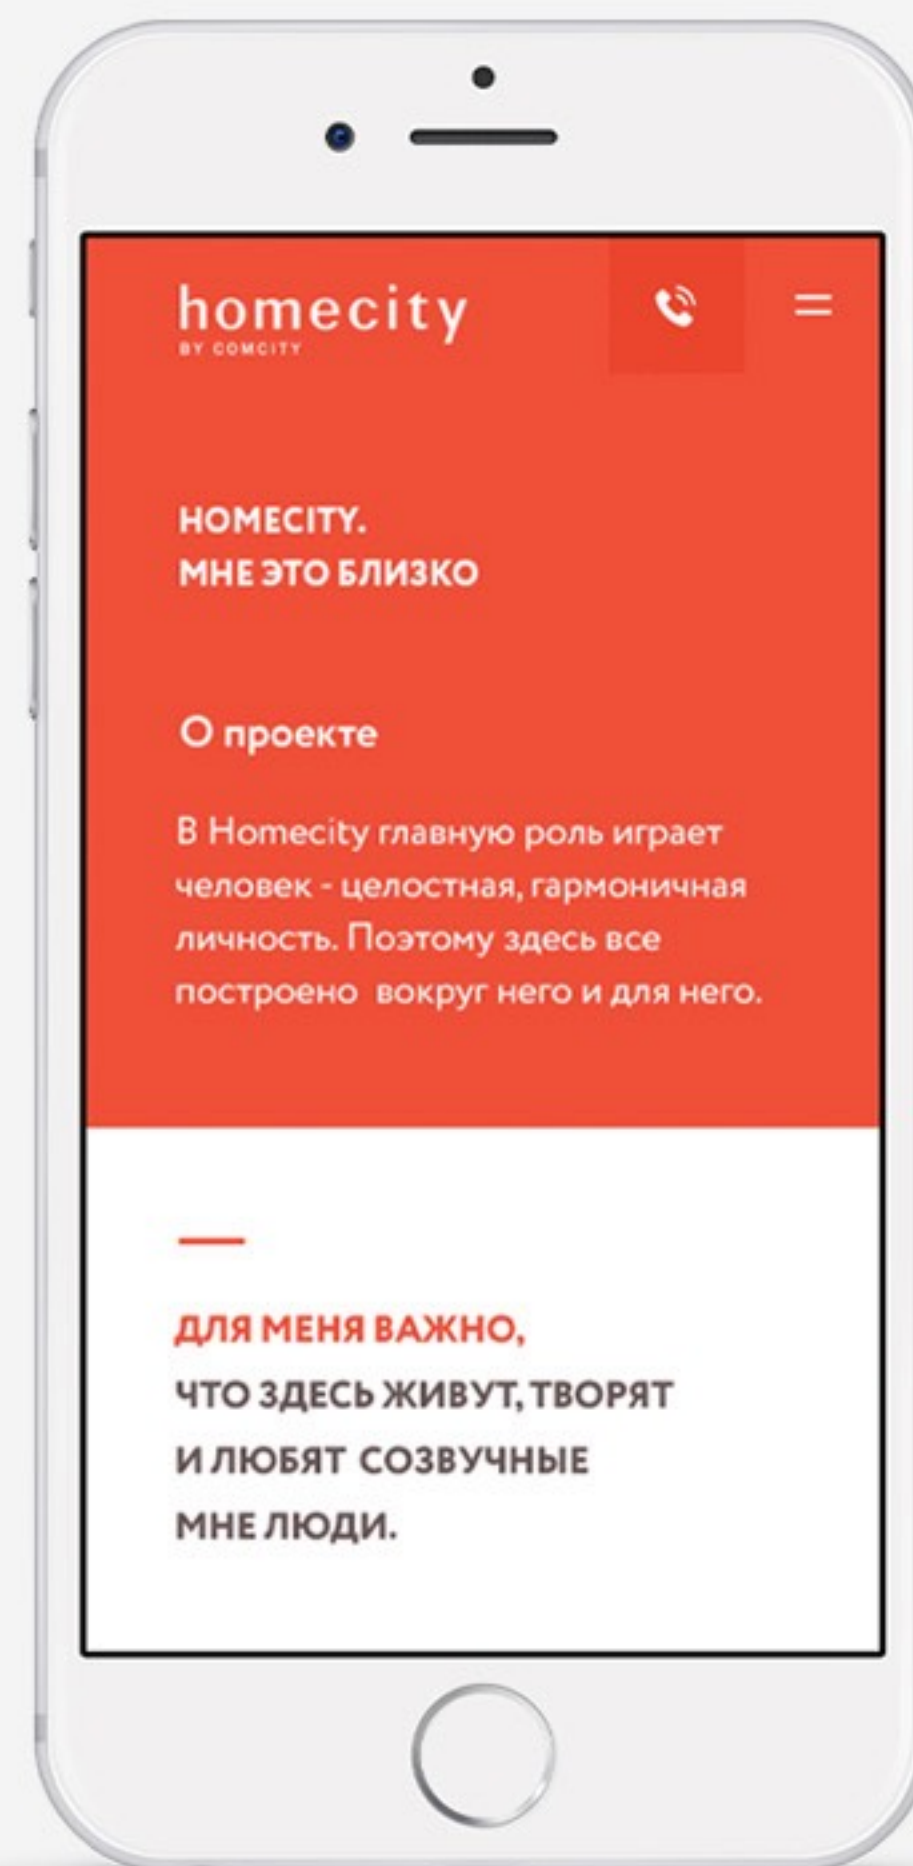 homecity
BY COMCITY
HOMECITY.
МНЕ ЭТО БЛИЗКО
О проекте
В Homecity главную роль играет
человек - целостная, гармоничная
личность. Поэтому здесь все
построено вокруг него и для него.
ДЛЯ МЕНЯ ВАЖНО,
ЧТО ЗДЕСЬ ЖИВУТ, ТВОРЯТ
И ЛЮБЯТ СОЗВУЧНЫЕ
МНЕ ЛЮДИ.